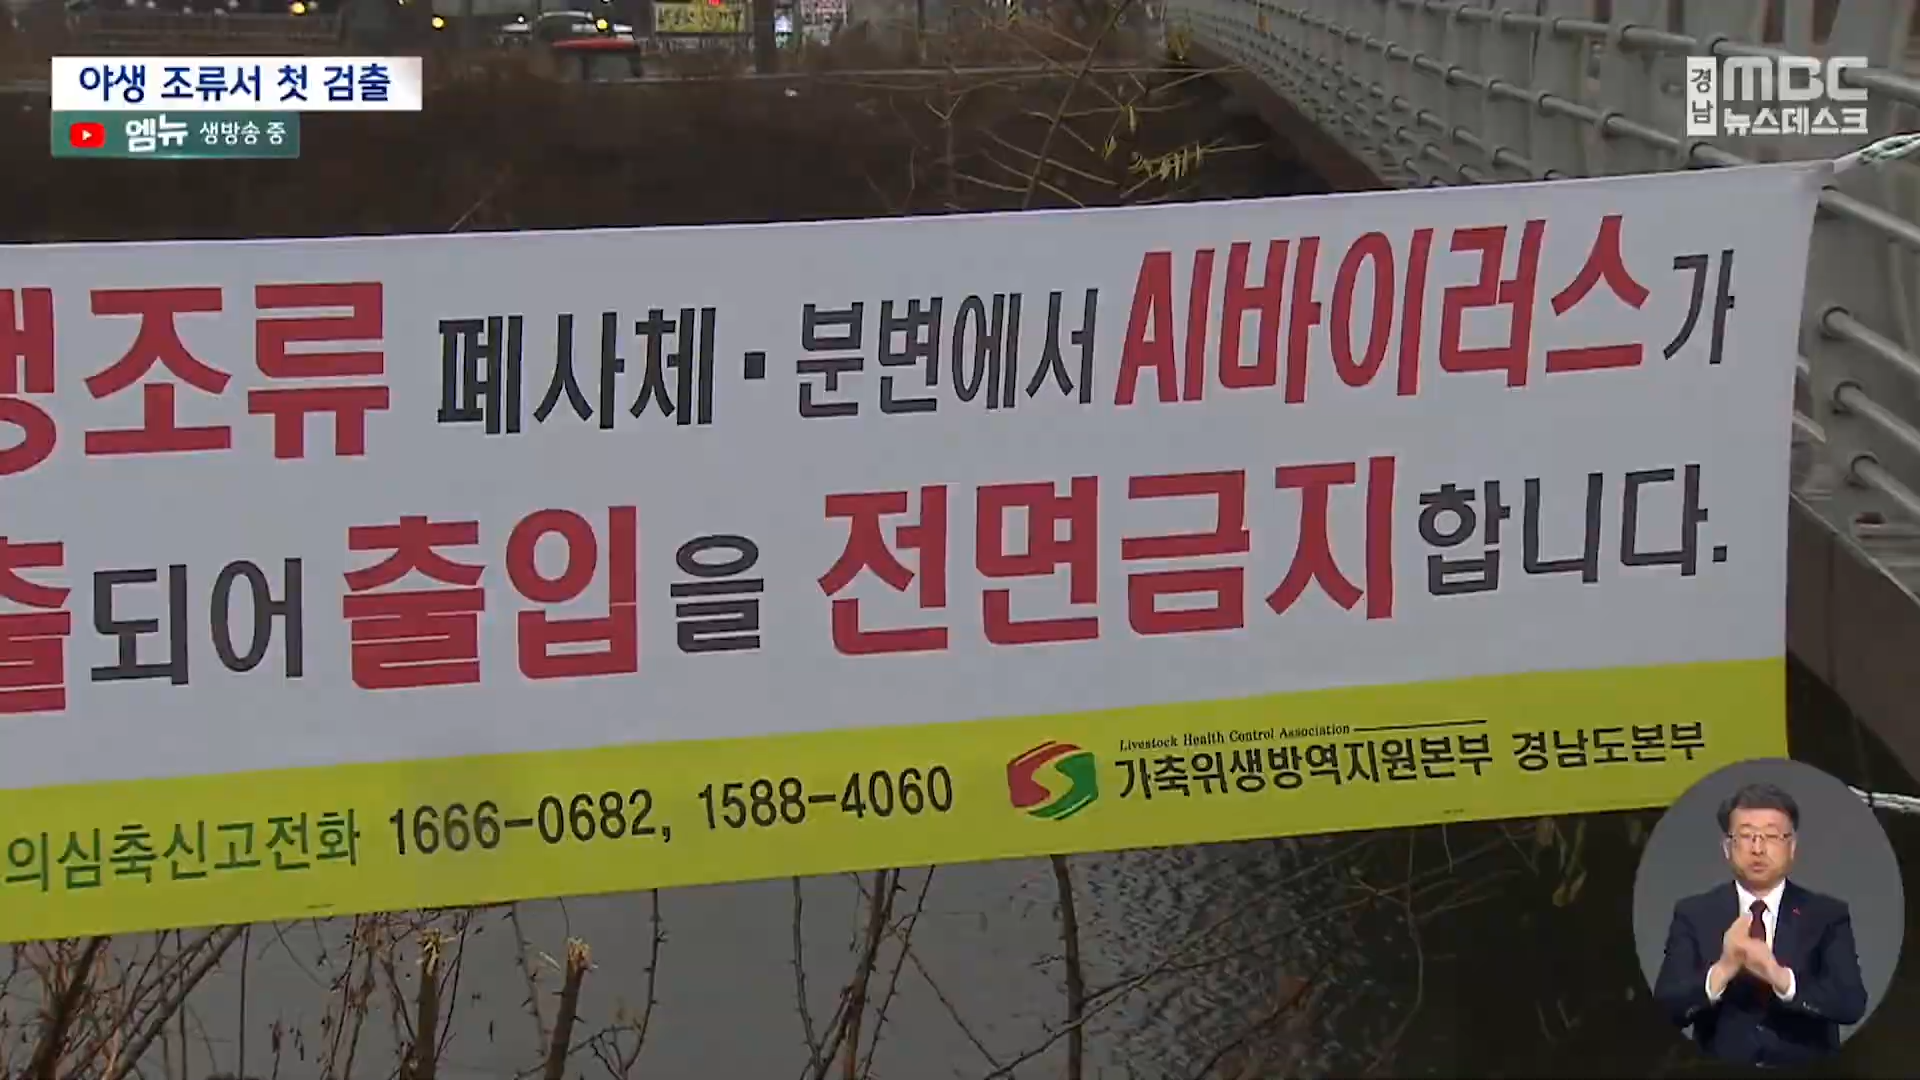 야생 조류서 첫 검출
엠뉴 생방송 중
경남 MBC
뉴스데스크
생조류 폐사체·분변에서 AI바이러스가
출되어 출입을 전면금지합니다.
의심축신고전화 1666-0682, 1588-4060
Livestock Health Control Association
가축위생방역지원본부 경남도본부